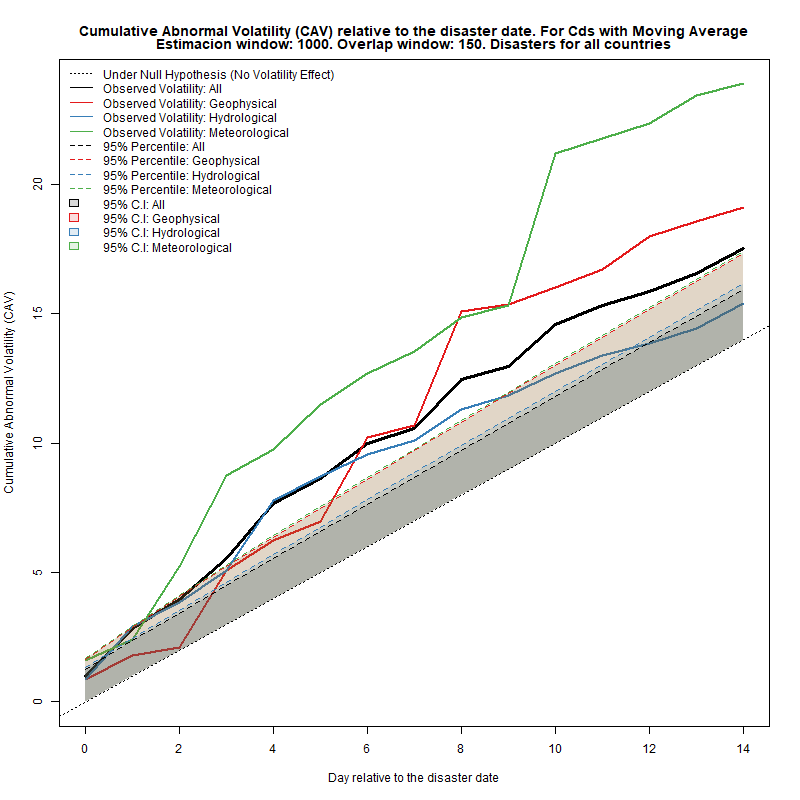 Cumulative Abnormal Volatility (CAV) relative to the disaster date. For Cds with Moving Average
Estimacion window: 1000. Overlap window: 150. Disasters for all countries
Under Null Hypothesis (No Volatility Effect)
Observed Volatility: All
Observed Volatility: Geophysical
Observed Volatility: Hydrological
Observed Volatility: Meteorological
95% Percentile: All
95% Percentile: Geophysical
95% Percentile: Hydrological
95% Percentile: Meteorological
95% C.I: All
95% C.I: Geophysical
95% C.I: Hydrological
95% C.I: Meteorological
Cumulative Abnormal Volatility (CAV)
20
15
10
5
0
0 2 4 6 8 10 12 14
Day relative to the disaster date